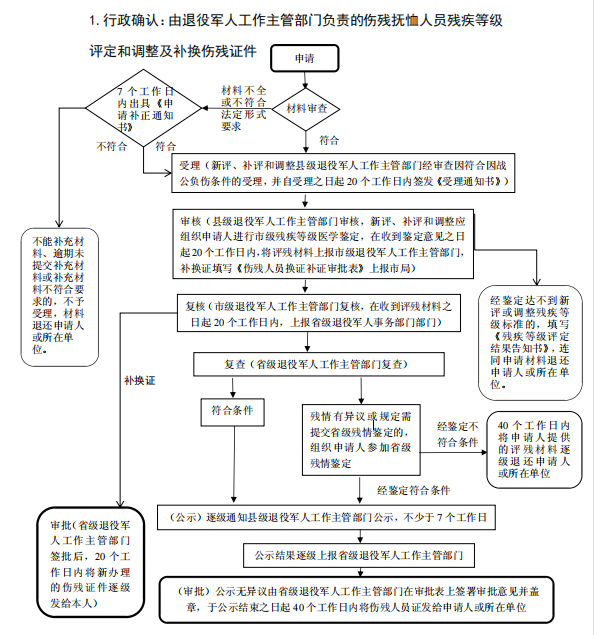 1.行政确认：由退役军人工作主管部门负责的伤残抚恤人员残疾等级
评定和调整及补换伤残证件
申请
7个工作日
内出具《申
请补正通知
书》
材料不全
或不符合
法定形式
要求
材料审查
不符合
符合
符合
受理（新评、补评和调整县级退役军人工作主管部门经审查因符合因战
公负伤条件的受理，并自受理之日起20个工作日内签发《受理通知书》）
审核（县级退役军人工作主管部门审核，新评、补评和调整应
组织申请人进行市级残疾等级医学鉴定，在收到鉴定意见之日
起20个工作日内，将评残材料上报市级退役军人工作主管部门，
补换证填写《伤残人员换证补证审批表》上报市局）
不能补充材
料、逾期未
提交补充材
料或补充材
料不符合要
求的，不予
受理，材料
退还申请人
或所在单
位。
复核（市级退役军人工作主管部门复核，在收到评残材料之
日起20个工作日内，上报省级退役军人事务部门部门）
经鉴定达不到新
评或调整残疾等
级标准的，填写
《残疾等级评定
结果告知书》，连
同申请材料退还
申请人或所在单
位。
复查（省级退役军人工作主管部门复查）
补换证
符合条件
残情有异议或规定需
提交省级残情鉴定的，
组织申请人参加省级
残情鉴定
经鉴定不
符合条件
40个工作日内
将申请人提供
的评残材料逐
级退还申请人
或所在单位
经鉴定符合条件
（公示）逐级通知县级退役军人工作主管部门公示，不少于7个工作日
审批（省级退役军
人工作主管部门
签批后，20个工
作日内将新办理
的伤残证件逐级
发给本人）
公示结果逐级上报省级退役军人工作主管部门
（审批）公示无异议由省级退役军人工作主管部门在审批表上签署审批意见并盖
章，于公示结束之日起40个工作日内将伤残人员证发给申请人或所在单位